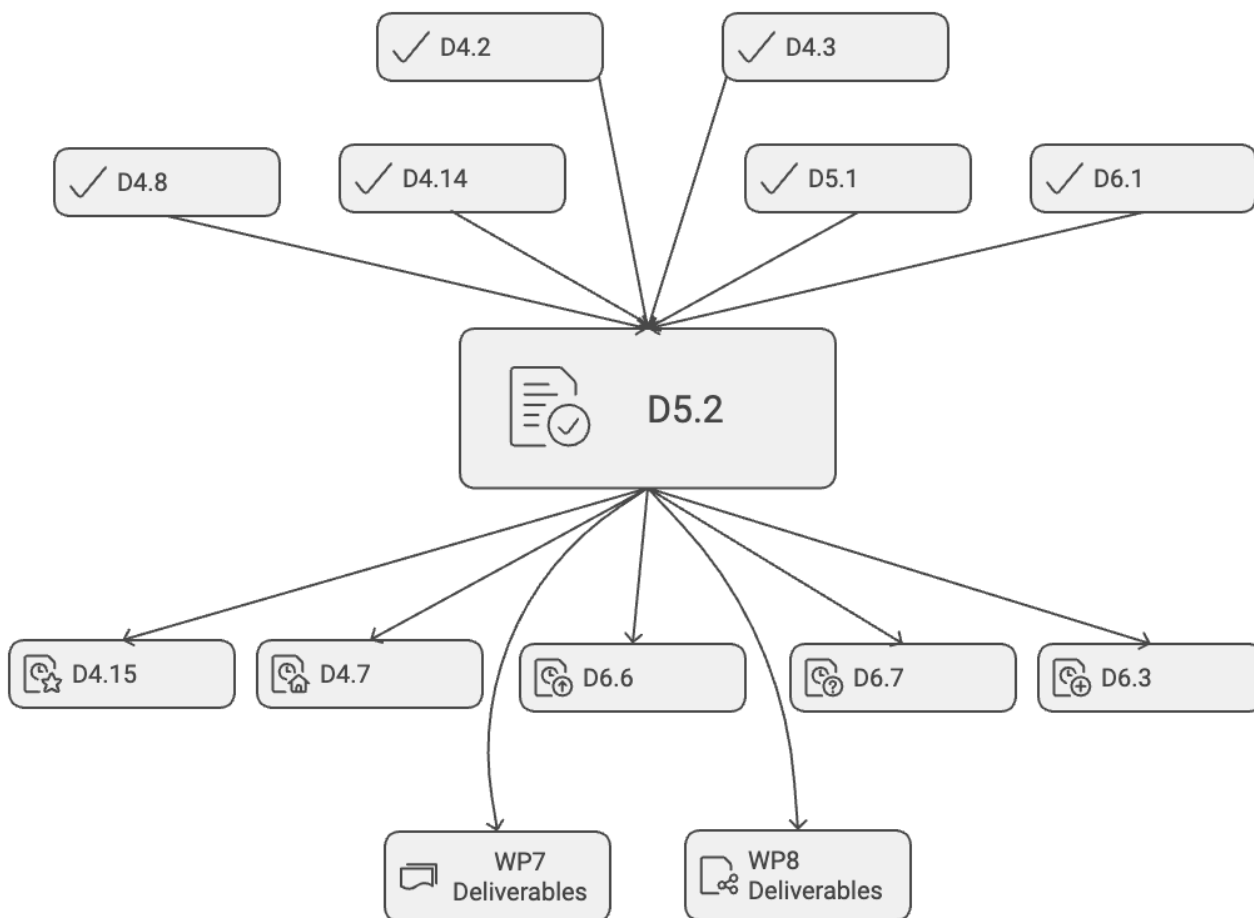 D4.2
D4.3
D4.8
D4.14
D5.1
D6.1
D5.2
D4.15
D4.7
D6.6
D6.7
D6.3
WP7
Deliverables
WP8
Deliverables